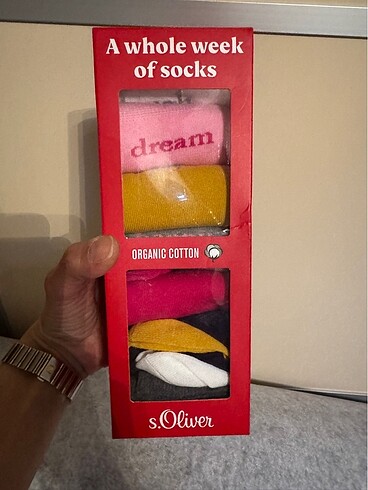 A whole week
of socks
dream
ORGANIC COTTON
s.Oliver